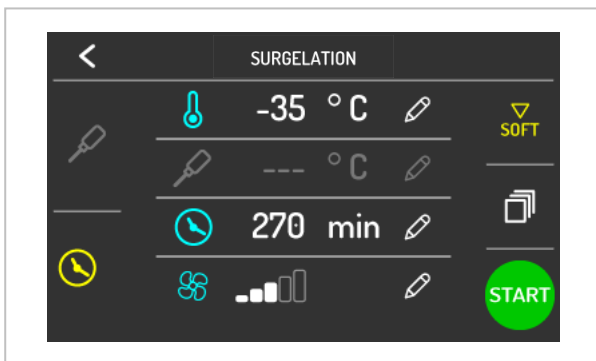 SURGELATION
-35 °C
SOFT
--- °C
270 min
START